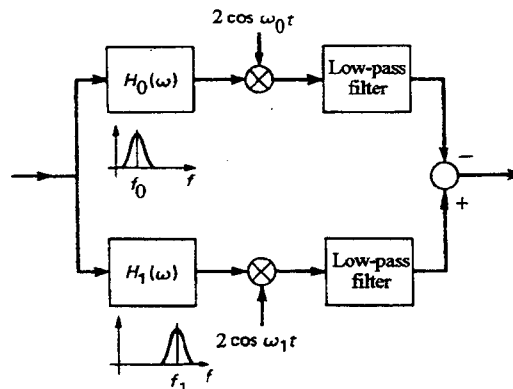 2 cos ω₀t
H₀(ω)
Low-pass
filter
−
f₀
f
+
H₁(ω)
Low-pass
filter
2 cos ω₁t
f₁
f